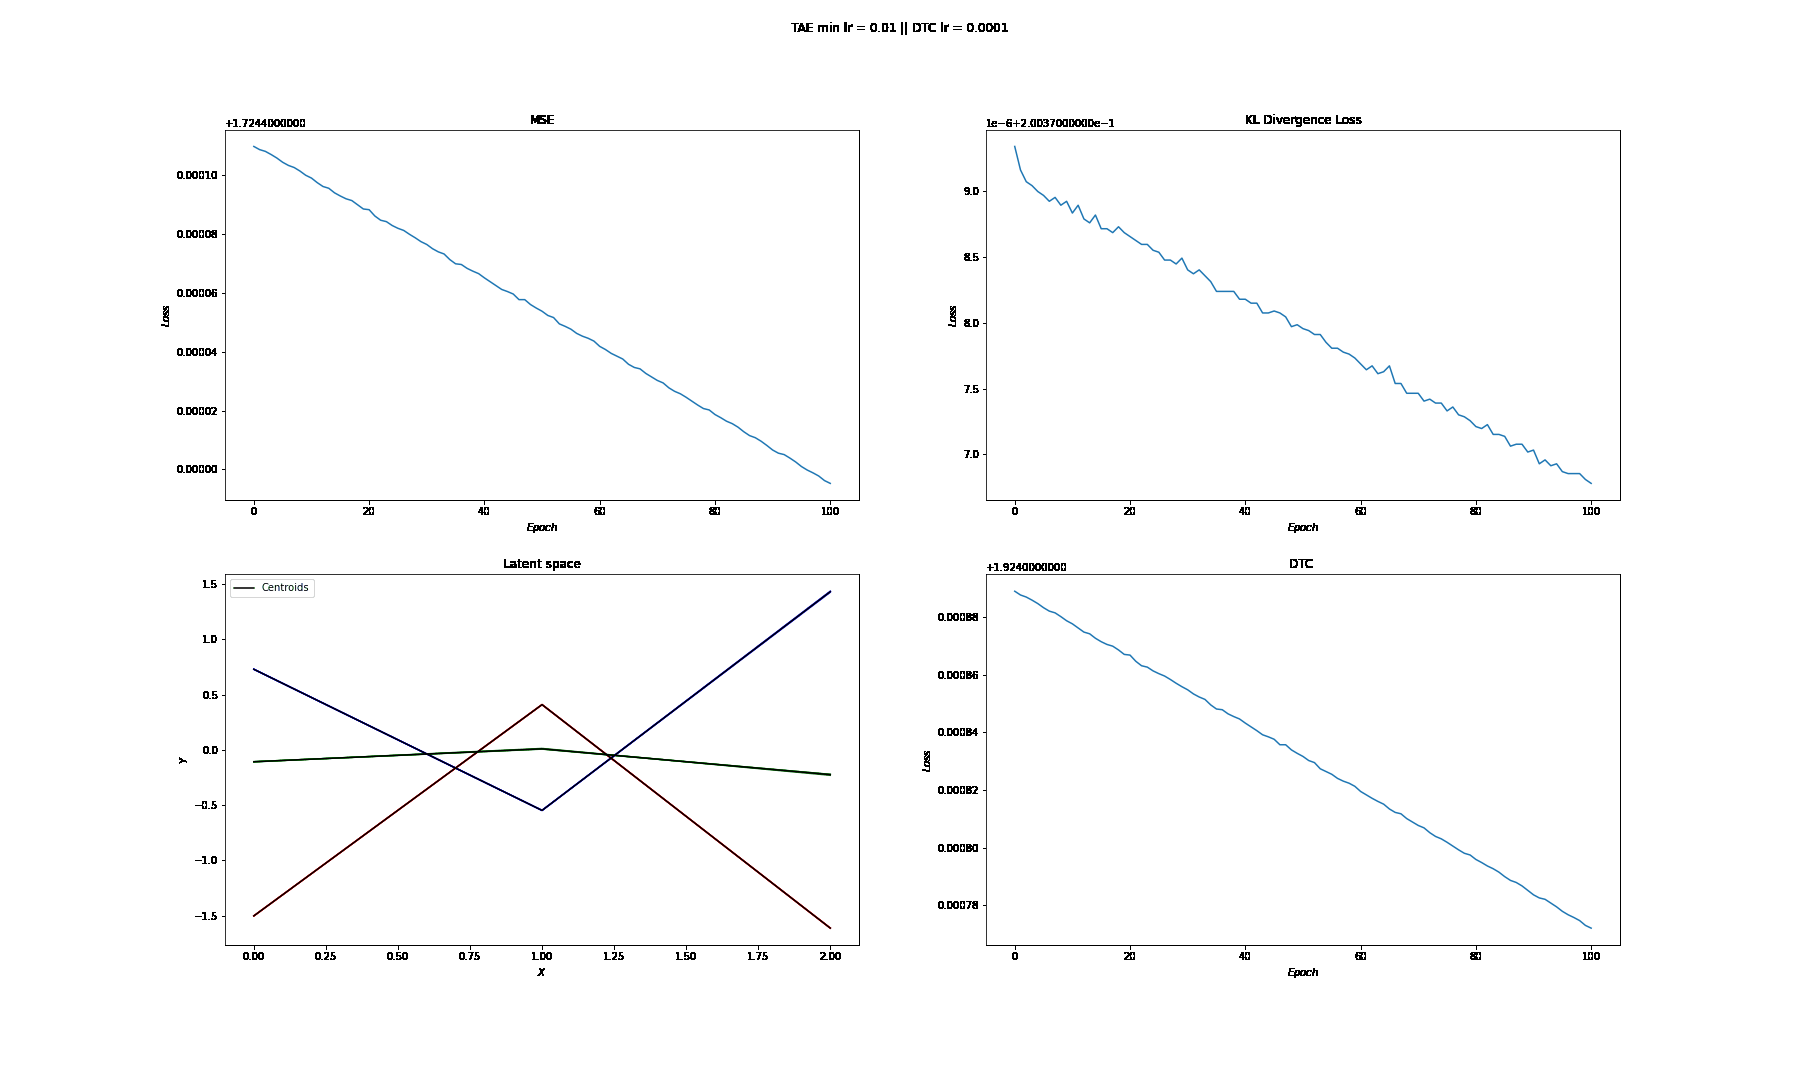 TAE min lr = 0.01 || DTC lr = 0.0001
MSE
+1.7244000000
0.00010
0.00008
0.00006
0.00004
0.00002
0.00000
Loss
0 20 40 60 80 100
Epoch
KL Divergence Loss
1e−6+2.0037000000e−1
9.0
8.5
8.0
7.5
7.0
Loss
0 20 40 60 80 100
Epoch
Latent space
Centroids
1.5
1.0
0.5
0.0
−0.5
−1.0
−1.5
Y
0.00 0.25 0.50 0.75 1.00 1.25 1.50 1.75 2.00
X
DTC
+1.9240000000
0.00088
0.00086
0.00084
0.00082
0.00080
0.00078
Loss
0 20 40 60 80 100
Epoch